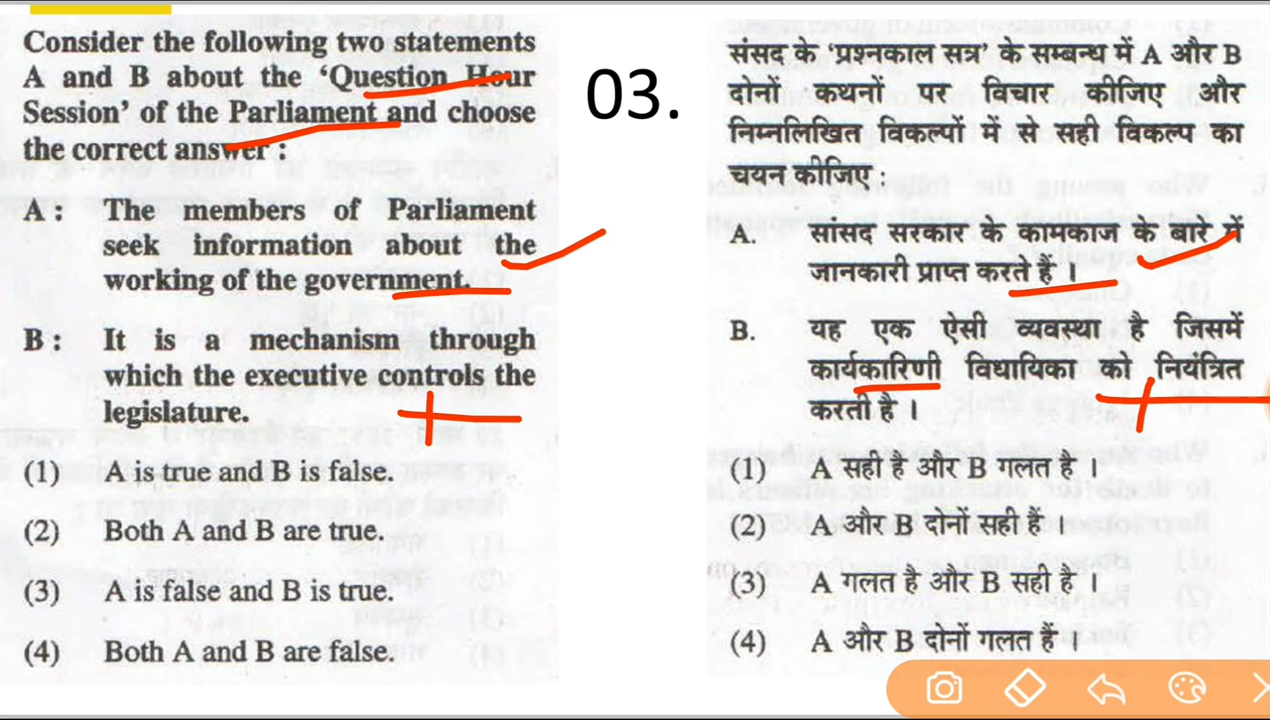 Consider the following two statements
A and B about the 'Question Hour
Session' of the Parliament and choose
the correct answer :
A : The members of Parliament
seek information about the
working of the government.
B : It is a mechanism through
which the executive controls the
legislature.
(1) A is true and B is false.
(2) Both A and B are true.
(3) A is false and B is true.
(4) Both A and B are false.
03.
संसद के 'प्रश्नकाल सत्र' के सम्बन्ध में A और B
दोनों कथनों पर विचार कीजिए और
निम्नलिखित विकल्पों में से सही विकल्प का
चयन कीजिए :
A. सांसद सरकार के कामकाज के बारे में
जानकारी प्राप्त करते हैं ।
B. यह एक ऐसी व्यवस्था है जिसमें
कार्यकारिणी विधायिका को नियंत्रित
करती है ।
(1) A सही है और B गलत है ।
(2) A और B दोनों सही हैं ।
(3) A गलत है और B सही है ।
(4) A और B दोनों गलत हैं ।